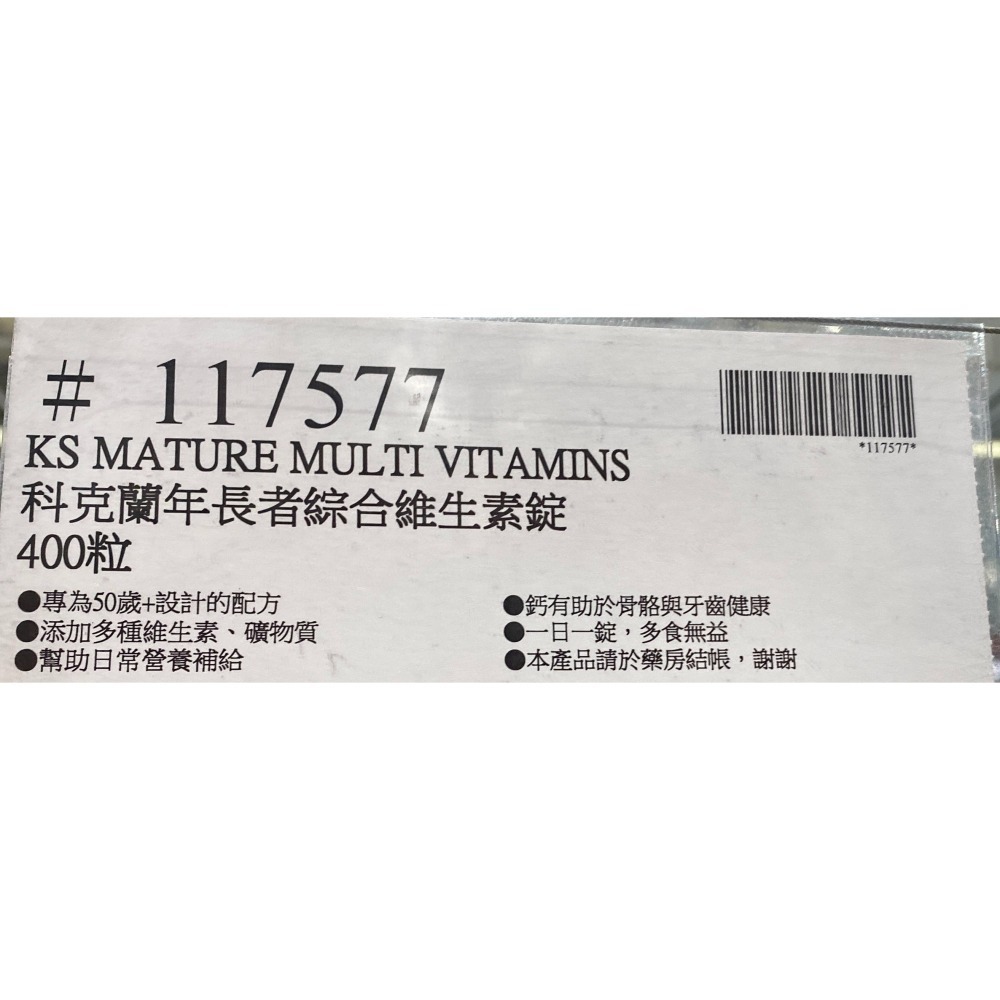 # 117577
*117577*
KS MATURE MULTI VITAMINS
科克蘭年長者綜合維生素錠
400粒
●專為50歲+設計的配方
●添加多種維生素、礦物質
●幫助日常營養補給
●鈣有助於骨骼與牙齒健康
●一日一錠，多食無益
●本產品請於藥房結帳，謝謝